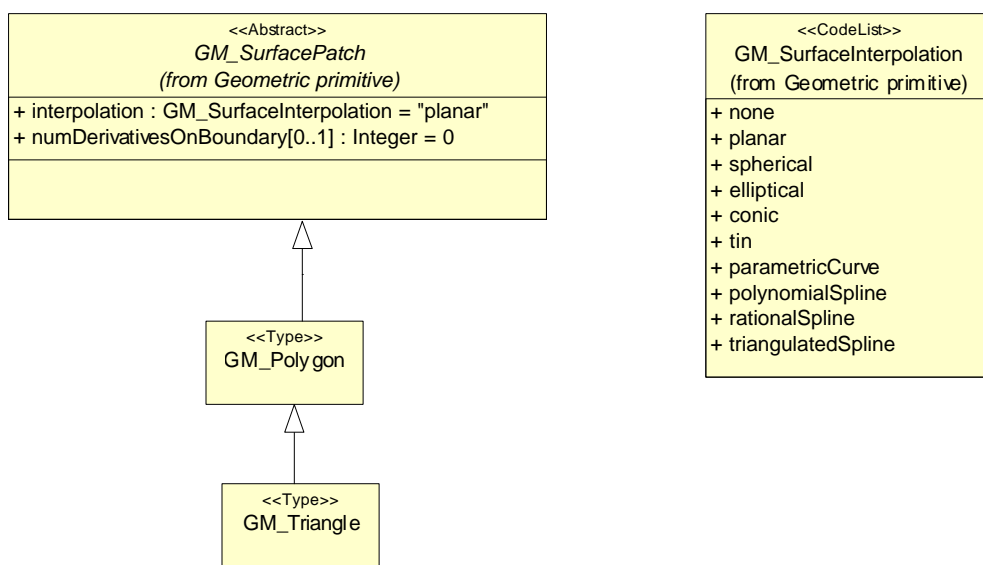 <<Abstract>>
GM_SurfacePatch
(from Geometric primitive)
+ interpolation : GM_SurfaceInterpolation = "planar"
+ numDerivativesOnBoundary[0..1] : Integer = 0
<<Type>>
GM_Polygon
<<Type>>
GM_Triangle
<<CodeList>>
GM_SurfaceInterpolation
(from Geometric primitive)
+ none
+ planar
+ spherical
+ elliptical
+ conic
+ tin
+ parametricCurve
+ polynomialSpline
+ rationalSpline
+ triangulatedSpline